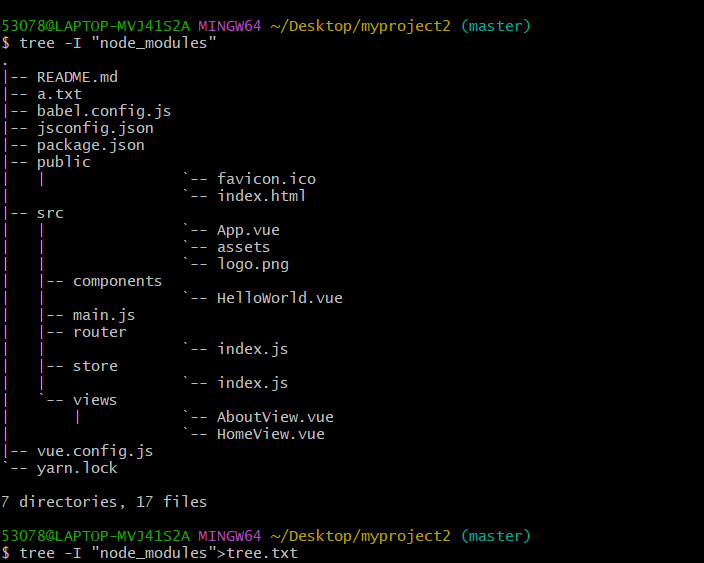 53078@LAPTOP-MVJ41S2A MINGW64 ~/Desktop/myproject2 (master)
$ tree -I "node_modules"
.
|-- README.md
|-- a.txt
|-- babel.config.js
|-- jsconfig.json
|-- package.json
|-- public
|   |               `-- favicon.ico
|                   `-- index.html
|-- src
|   |               `-- App.vue
|   |               `-- assets
|   |               `-- logo.png
|   |-- components
|   |               `-- HelloWorld.vue
|   |-- main.js
|   |-- router
|   |               `-- index.js
|   |-- store
|   |               `-- index.js
|   `-- views
|       |           `-- AboutView.vue
|                   `-- HomeView.vue
|-- vue.config.js
`-- yarn.lock
7 directories, 17 files
53078@LAPTOP-MVJ41S2A MINGW64 ~/Desktop/myproject2 (master)
$ tree -I "node_modules">tree.txt